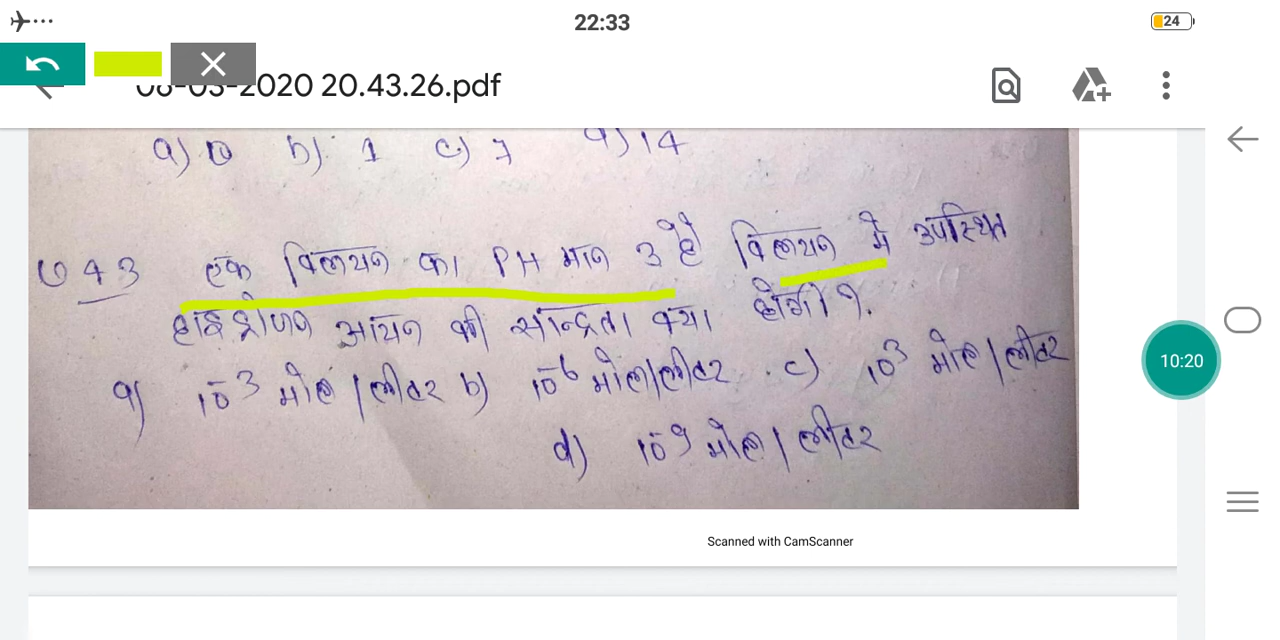 22:33
24
06-03-2020 20.43.26.pdf
a) 0 b) 1 c) 7 d) 14
Q 43 एक विलयन का PH मान 3 है विलयन मे उपस्थित
हाइड्रोजन आयन की सान्द्रता क्या होगी ?.
a) 10⁻³ मोल / लीटर b) 10⁻⁶ मोल/लीटर . c) 10³ मोल / लीटर
d) 10⁻⁹ मोल / लीटर
10:20
Scanned with CamScanner